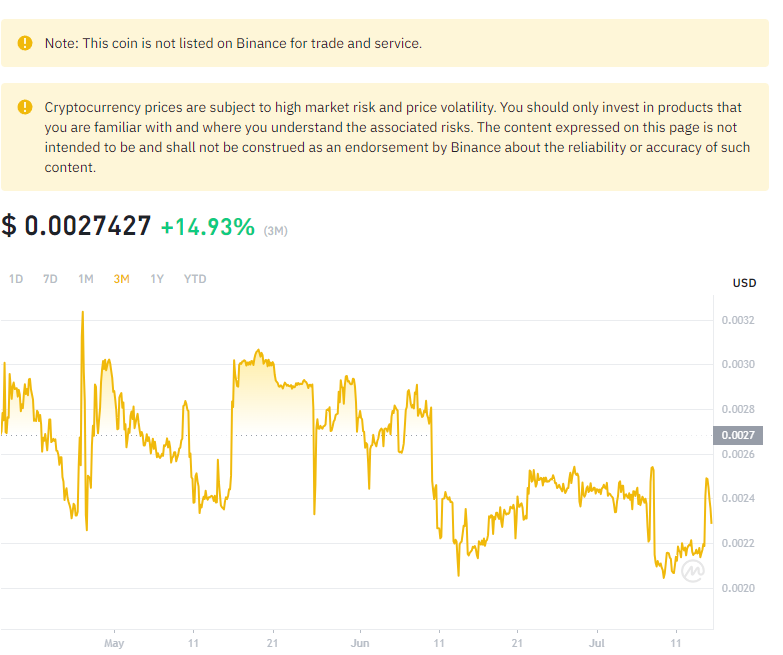 Note: This coin is not listed on Binance for trade and service.
Cryptocurrency prices are subject to high market risk and price volatility. You should only invest in products that
you are familiar with and where you understand the associated risks. The content expressed on this page is not
intended to be and shall not be construed as an endorsement by Binance about the reliability or accuracy of such
content.
$ 0.0027427 +14.93% (3M)
1D 7D 1M 3M 1Y YTD
USD
0.0032
0.0030
0.0028
0.0027
0.0026
0.0024
0.0022
0.0020
May 11 21 Jun 11 21 Jul 11